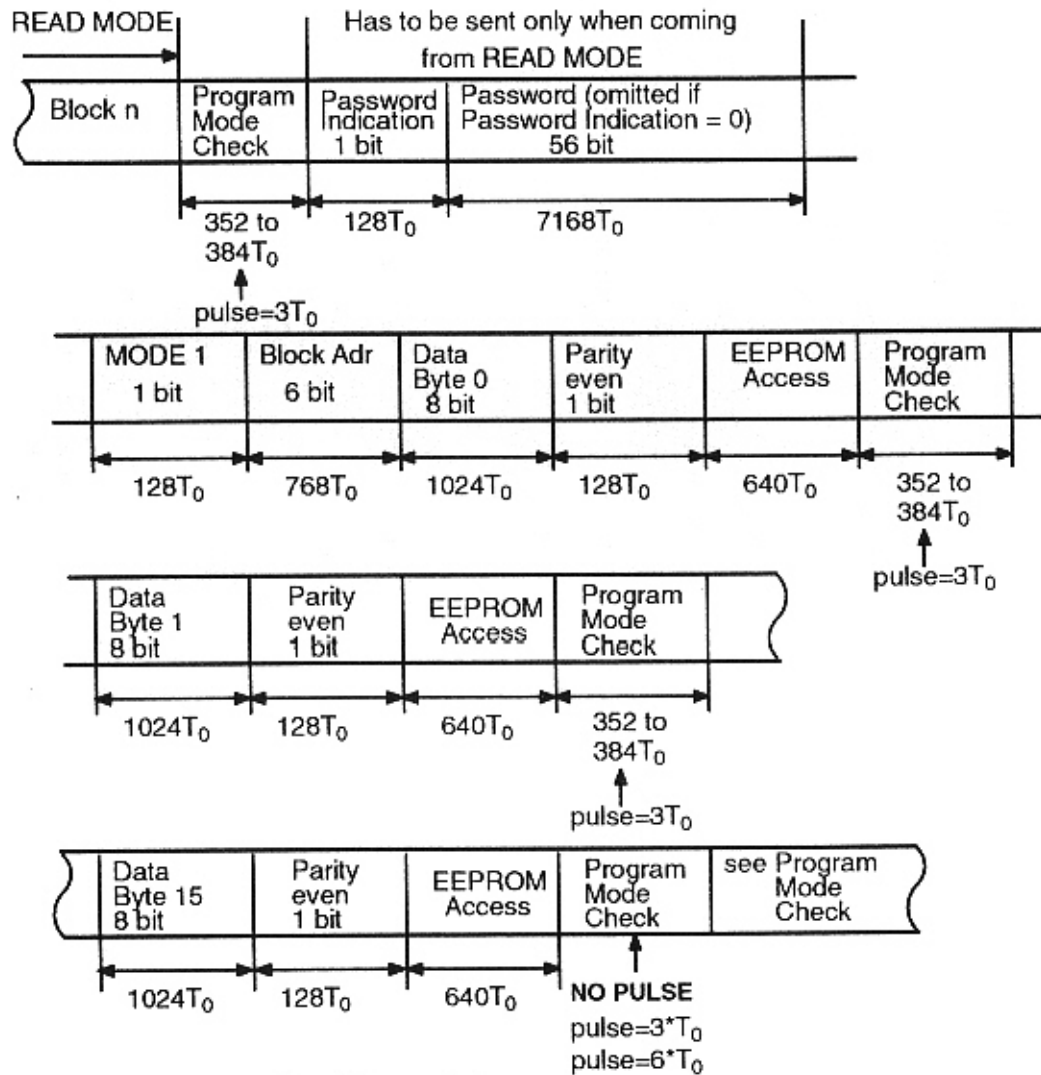 READ MODE
Has to be sent only when coming
from READ MODE
Block n
Program
Mode
Check
Password
Indication
1 bit
Password (omitted if
Password Indication = 0)
56 bit
352 to
384T₀
128T₀
7168T₀
pulse=3T₀
MODE 1
1 bit
Block Adr
6 bit
Data
Byte 0
8 bit
Parity
even
1 bit
EEPROM
Access
Program
Mode
Check
128T₀
768T₀
1024T₀
128T₀
640T₀
352 to
384T₀
pulse=3T₀
Data
Byte 1
8 bit
Parity
even
1 bit
EEPROM
Access
Program
Mode
Check
1024T₀
128T₀
640T₀
352 to
384T₀
pulse=3T₀
Data
Byte 15
8 bit
Parity
even
1 bit
EEPROM
Access
Program
Mode
Check
see Program
Mode
Check
1024T₀
128T₀
640T₀
NO PULSE
pulse=3*T₀
pulse=6*T₀